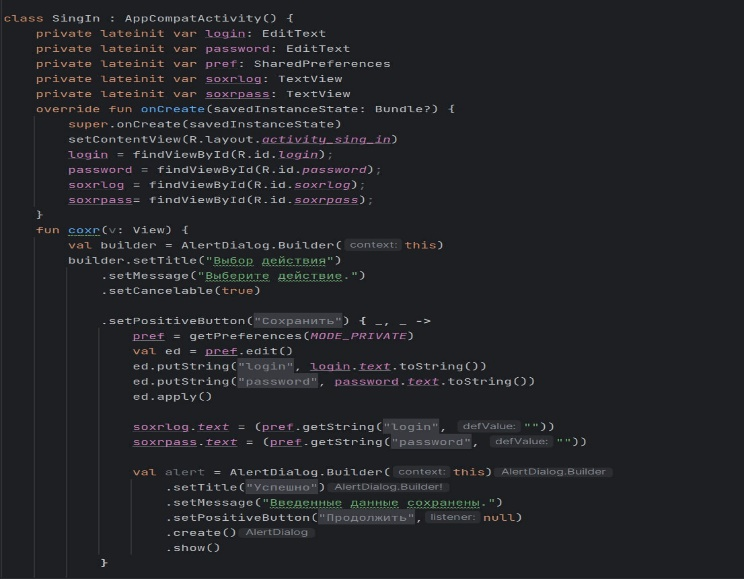 class SingIn : AppCompatActivity() {
private lateinit var login: EditText
private lateinit var password: EditText
private lateinit var pref: SharedPreferences
private lateinit var soxrlog: TextView
private lateinit var soxrpass: TextView
override fun onCreate(savedInstanceState: Bundle?) {
super.onCreate(savedInstanceState)
setContentView(R.layout.activity_sing_in)
login = findViewById(R.id.login);
password = findViewById(R.id.password);
soxrlog = findViewById(R.id.soxrlog);
soxrpass= findViewById(R.id.soxrpass);
}
fun coxr(v: View) {
val builder = AlertDialog.Builder( context: this)
builder.setTitle("Выбор действия")
.setMessage("Выберите действие.")
.setCancelable(true)
.setPositiveButton("Сохранить") { _, _ ->
pref = getPreferences(MODE_PRIVATE)
val ed = pref.edit()
ed.putString("login", login.text.toString())
ed.putString("password", password.text.toString())
ed.apply()
soxrlog.text = (pref.getString("login", defValue: ""))
soxrpass.text = (pref.getString("password", defValue: ""))
val alert = AlertDialog.Builder( context: this) AlertDialog.Builder
.setTitle("Успешно") AlertDialog.Builder!
.setMessage("Введенные данные сохранены.")
.setPositiveButton("Продолжить", listener: null)
.create() AlertDialog
.show()
}